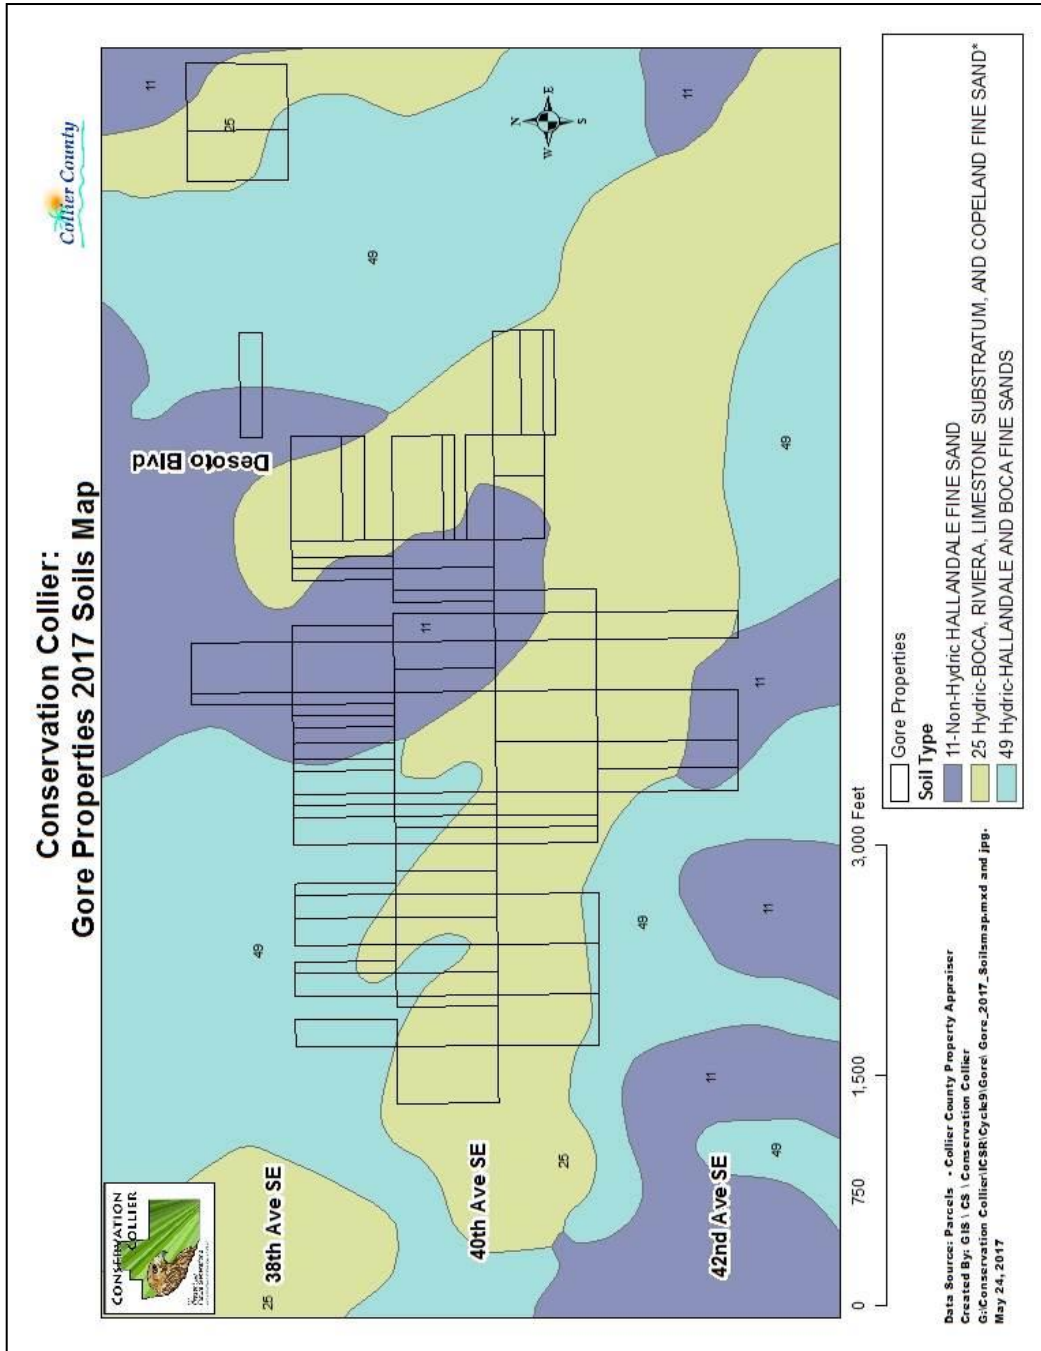 Conservation Collier:
Gore Properties 2017 Soils Map
Collier County
CONSERVATION
COLLIER
38th Ave SE
40th Ave SE
42nd Ave SE
Desoto Blvd
N
E
S
W
25
49
11
25
11
49
25
49
11
49
11
11
49
11
0
750
1,500
3,000 Feet
Gore Properties
Soil Type
11-Non-Hydric HALLANDALE FINE SAND
25 Hydric-BOCA, RIVIERA, LIMESTONE SUBSTRATUM, AND COPELAND FINE SAND*
49 Hydric-HALLANDALE AND BOCA FINE SANDS
Data Source: Parcels - Collier County Property Appraiser
Created By: GIS \ CS \ Conservation Collier
G:\Conservation Collier\ICSR\Cycle9\Gore\ Gore_2017_Soilsmap.mxd and jpg.
May 24, 2017